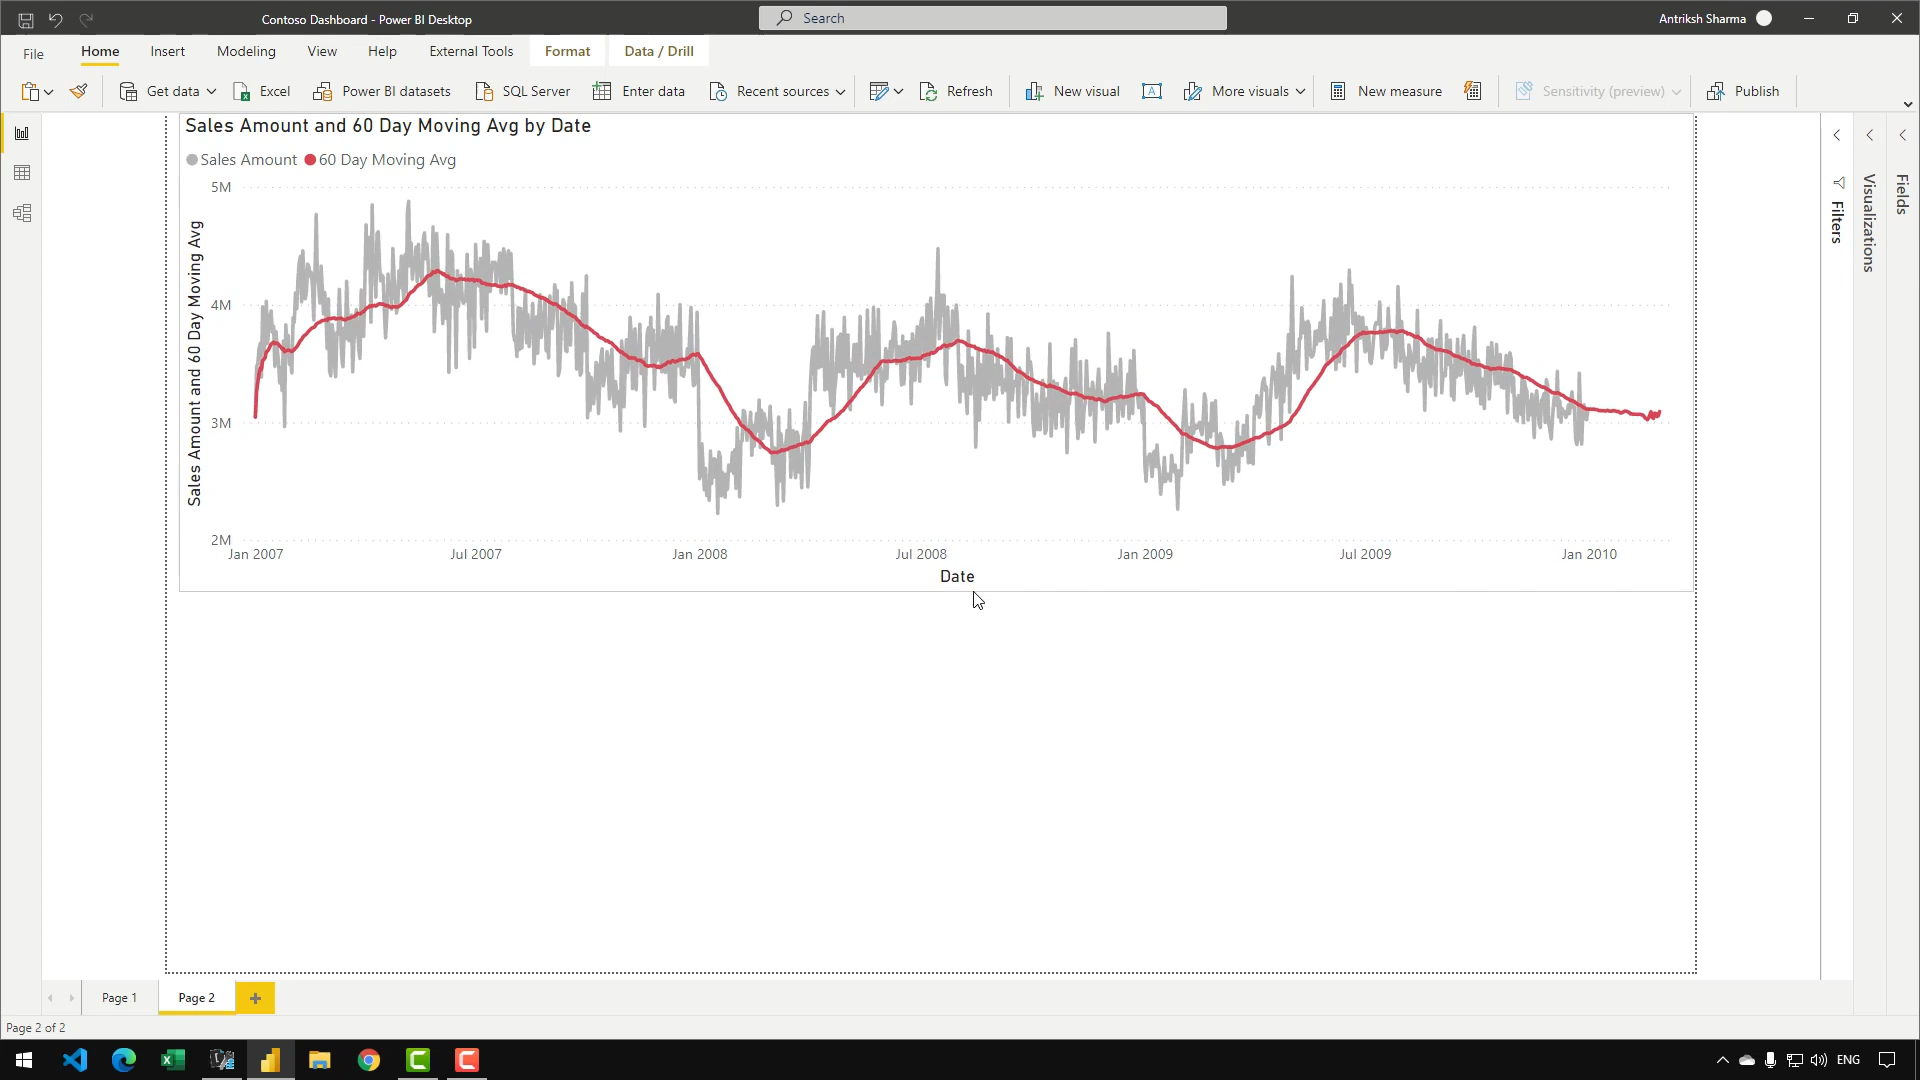 Contoso Dashboard - Power BI Desktop
Search
Antriksh Sharma
File Home Insert Modeling View Help External Tools Format Data / Drill
Get data Excel Power BI datasets SQL Server Enter data Recent sources Refresh New visual A More visuals New measure Sensitivity (preview) Publish
Sales Amount and 60 Day Moving Avg by Date
Sales Amount 60 Day Moving Avg
Sales Amount and 60 Day Moving Avg
5M
4M
3M
2M
Jan 2007 Jul 2007 Jan 2008 Jul 2008 Jan 2009 Jul 2009 Jan 2010
Date
Filters
Visualizations
Fields
Page 1 Page 2
Page 2 of 2
ENG